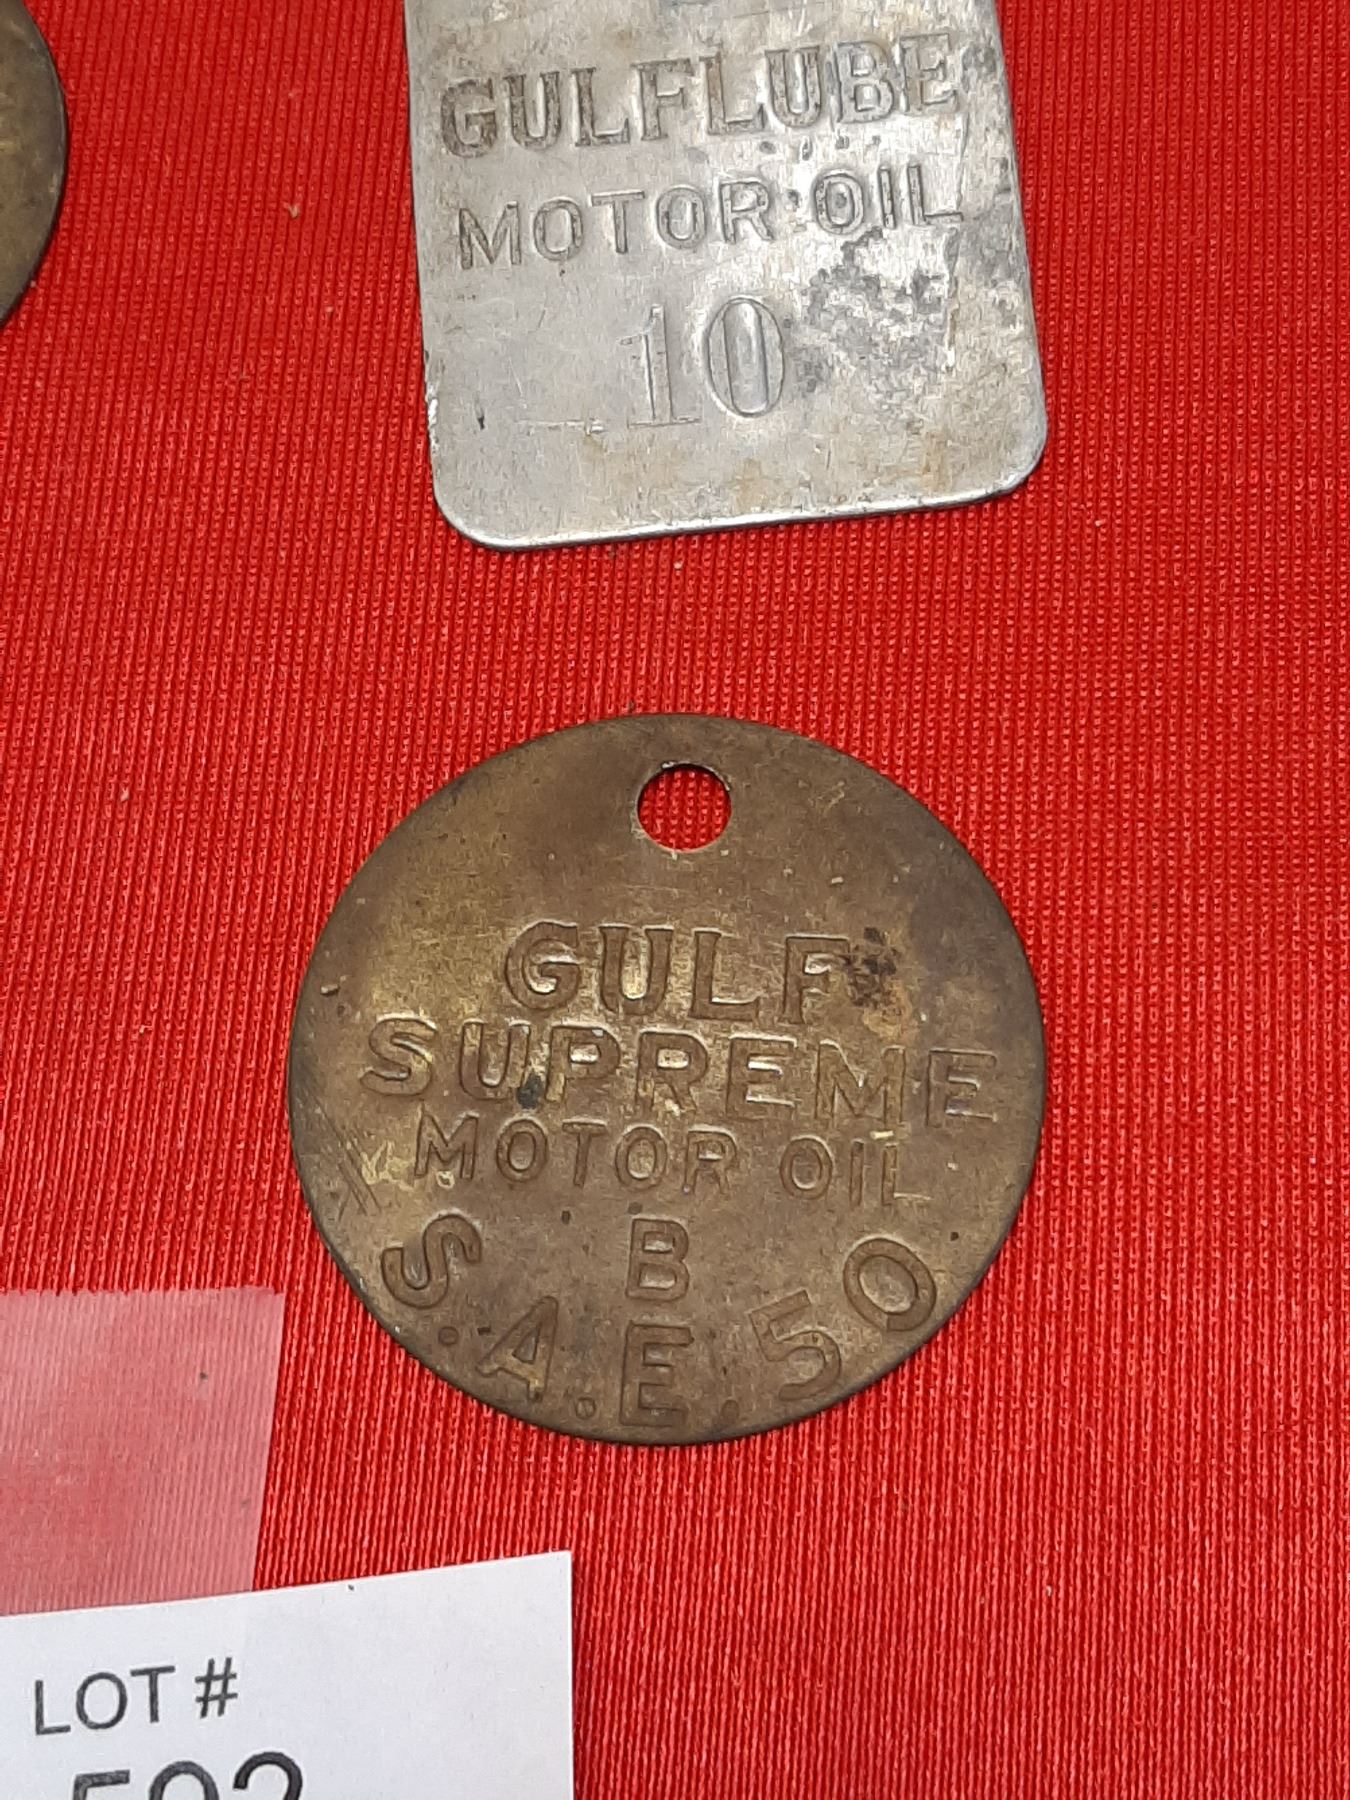 GULFLUBE
MOTOR OIL
10
GULF
SUPREME
MOTOR OIL
B
S.A.E.50
LOT #